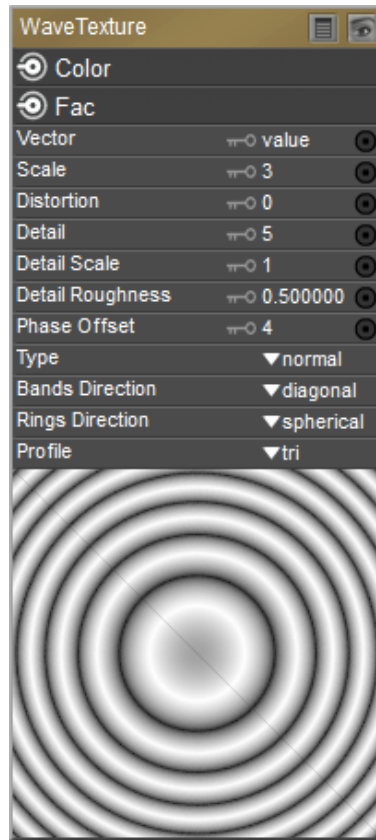 WaveTexture
Color
Fac
Vector value
Scale 3
Distortion 0
Detail 5
Detail Scale 1
Detail Roughness 0.500000
Phase Offset 4
Type normal
Bands Direction diagonal
Rings Direction spherical
Profile tri